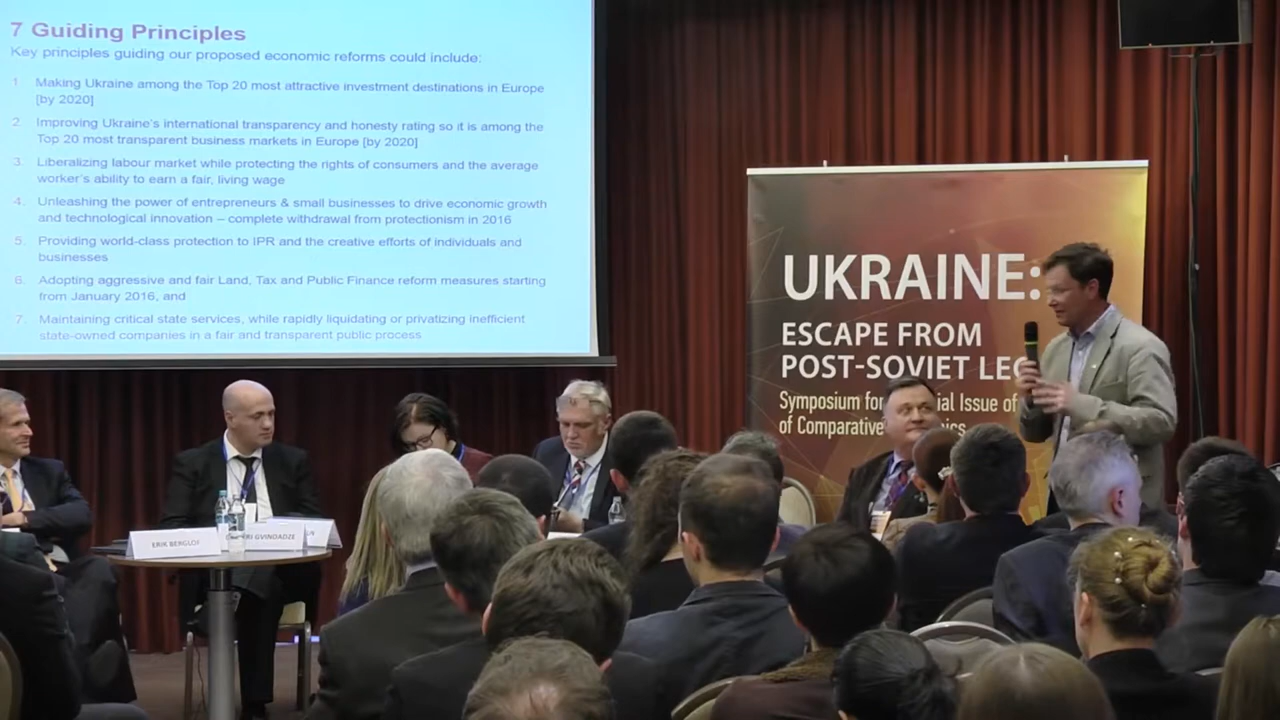 7 Guiding Principles
Key principles guiding our proposed economic reforms could include:
1. Making Ukraine among the Top 20 most attractive investment destinations in Europe
[by 2020]
2. Improving Ukraine's international transparency and honesty rating so it is among the
Top 20 most transparent business markets in Europe [by 2020]
3. Liberalizing labour market while protecting the rights of consumers and the average
worker's ability to earn a fair, living wage
4. Unleashing the power of entrepreneurs & small businesses to drive economic growth
and technological innovation – complete withdrawal from protectionism in 2016
5. Providing world-class protection to IPR and the creative efforts of individuals and
businesses
6. Adopting aggressive and fair Land, Tax and Public Finance reform measures starting
from January 2016, and
7. Maintaining critical state services, while rapidly liquidating or privatizing inefficient
state-owned companies in a fair and transparent public process
UKRAINE:
ESCAPE FROM
POST-SOVIET
Symposium Issue of
of Comparative
ERIK BERGLOF
GVINDADZE